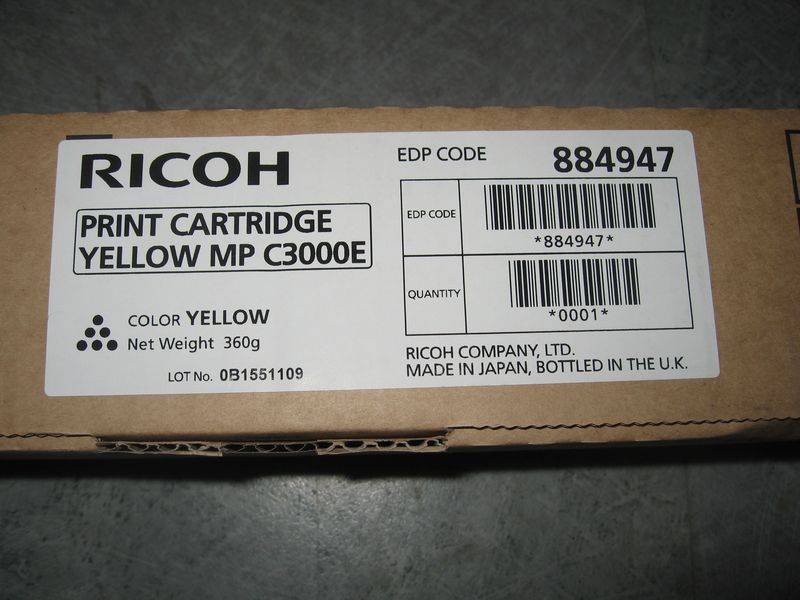 RICOH
PRINT CARTRIDGE
YELLOW MP C3000E
COLOR YELLOW
Net Weight 360g
LOT No. 0B1551109
EDP CODE 884947
EDP CODE
*884947*
QUANTITY
*0001*
RICOH COMPANY, LTD.
MADE IN JAPAN, BOTTLED IN THE U.K.